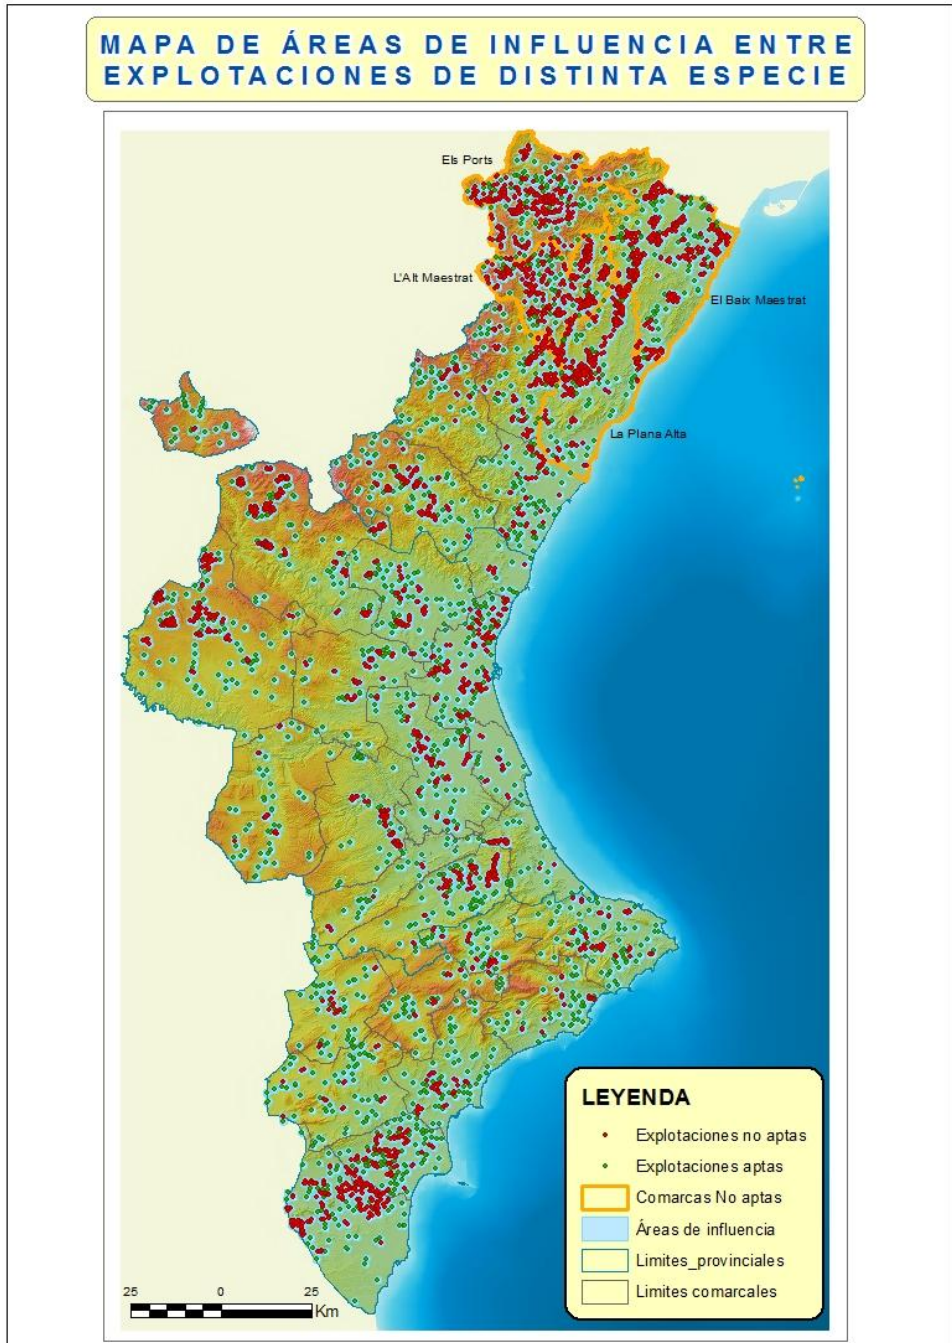 MAPA DE ÁREAS DE INFLUENCIA ENTRE
EXPLOTACIONES DE DISTINTA ESPECIE
Els Ports
L'Alt Maestrat
El Baix Maestrat
La Plana Alta
LEYENDA
Explotaciones no aptas
Explotaciones aptas
Comarcas No aptas
Áreas de influencia
Limites_provinciales
Limites comarcales
25 0 25
Km